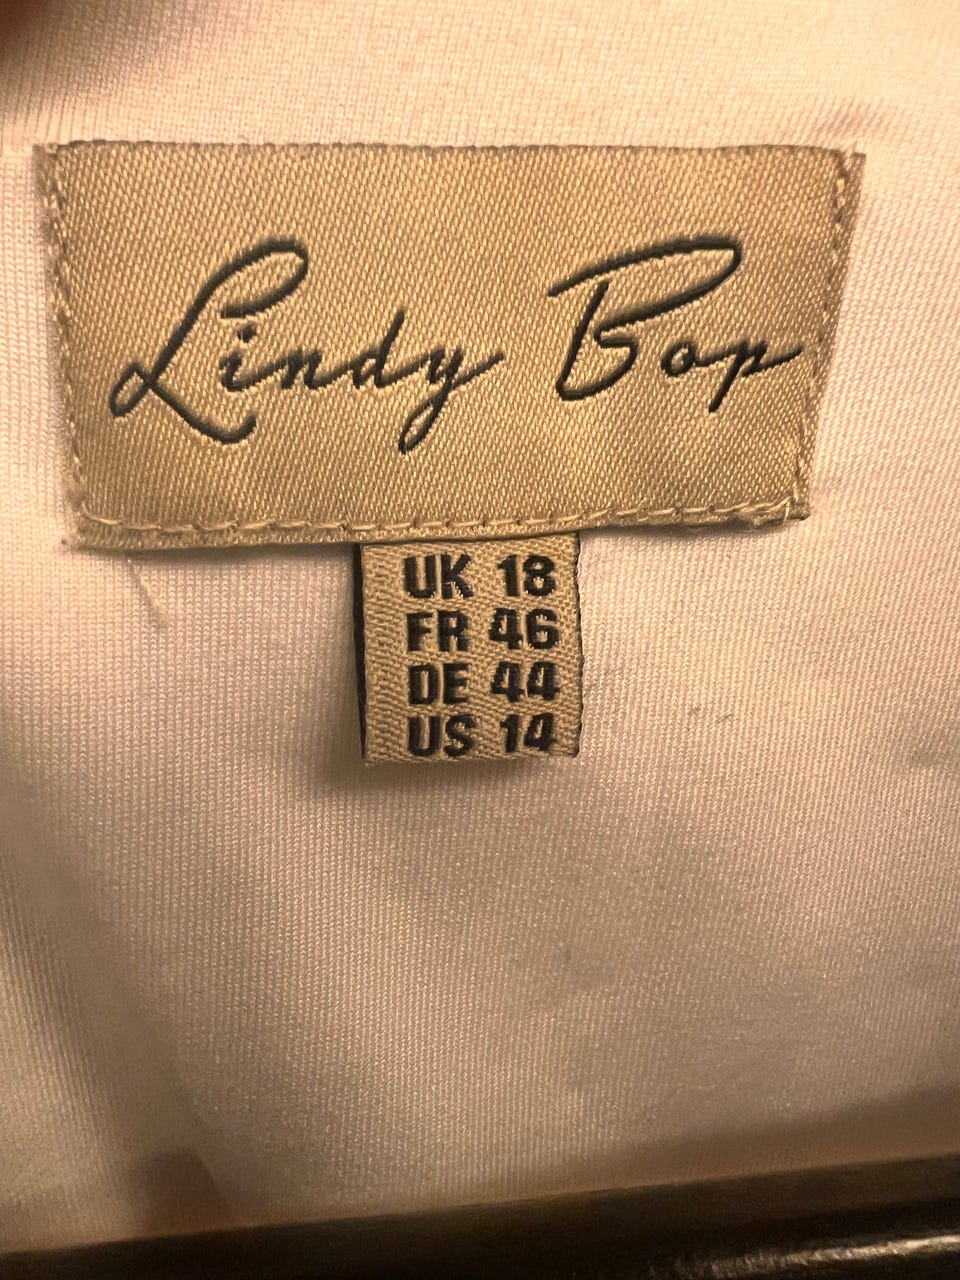 Lindy Bop
UK 18
FR 46
DE 44
US 14